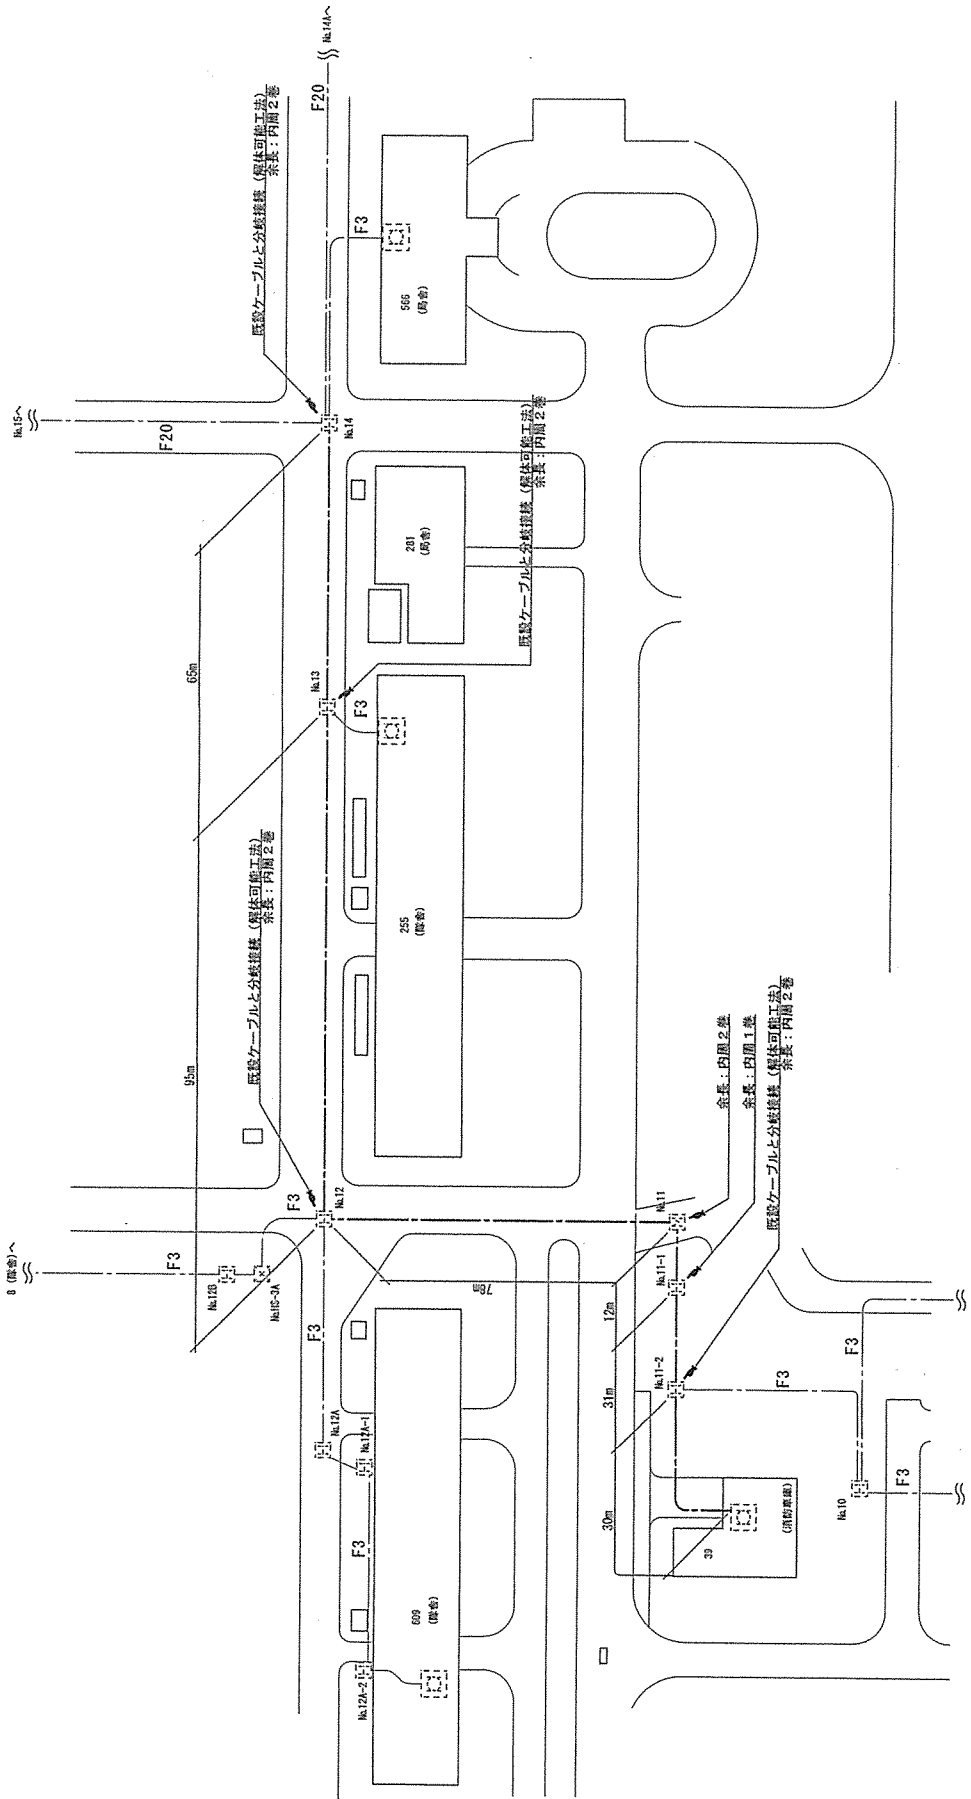 No.14Aへ
F20
既設ケーブルと分岐接続（解体可能工法）
余長：内周２巻
F3
566
（局舎）
No.15へ
F20
No.14
既設ケーブルと分岐接続（解体可能工法）
余長：内周２巻
281
（局舎）
65m
No.13
F3
既設ケーブルと分岐接続（解体可能工法）
余長：内周２巻
255
（隊舎）
95m
余長：内周２巻
余長：内周１巻
既設ケーブルと分岐接続（解体可能工法）
余長：内周２巻
F3
No.12
No.11
8（隊舎）へ
F3
No.12B
No.HS-3A
78m
No.11-1
12m
F3
No.11-2
31m
F3
F3
No.12A
No.12A-1
30m
F3
39
（消防車庫）
No.10
F3
609
（隊舎）
No.12A-2